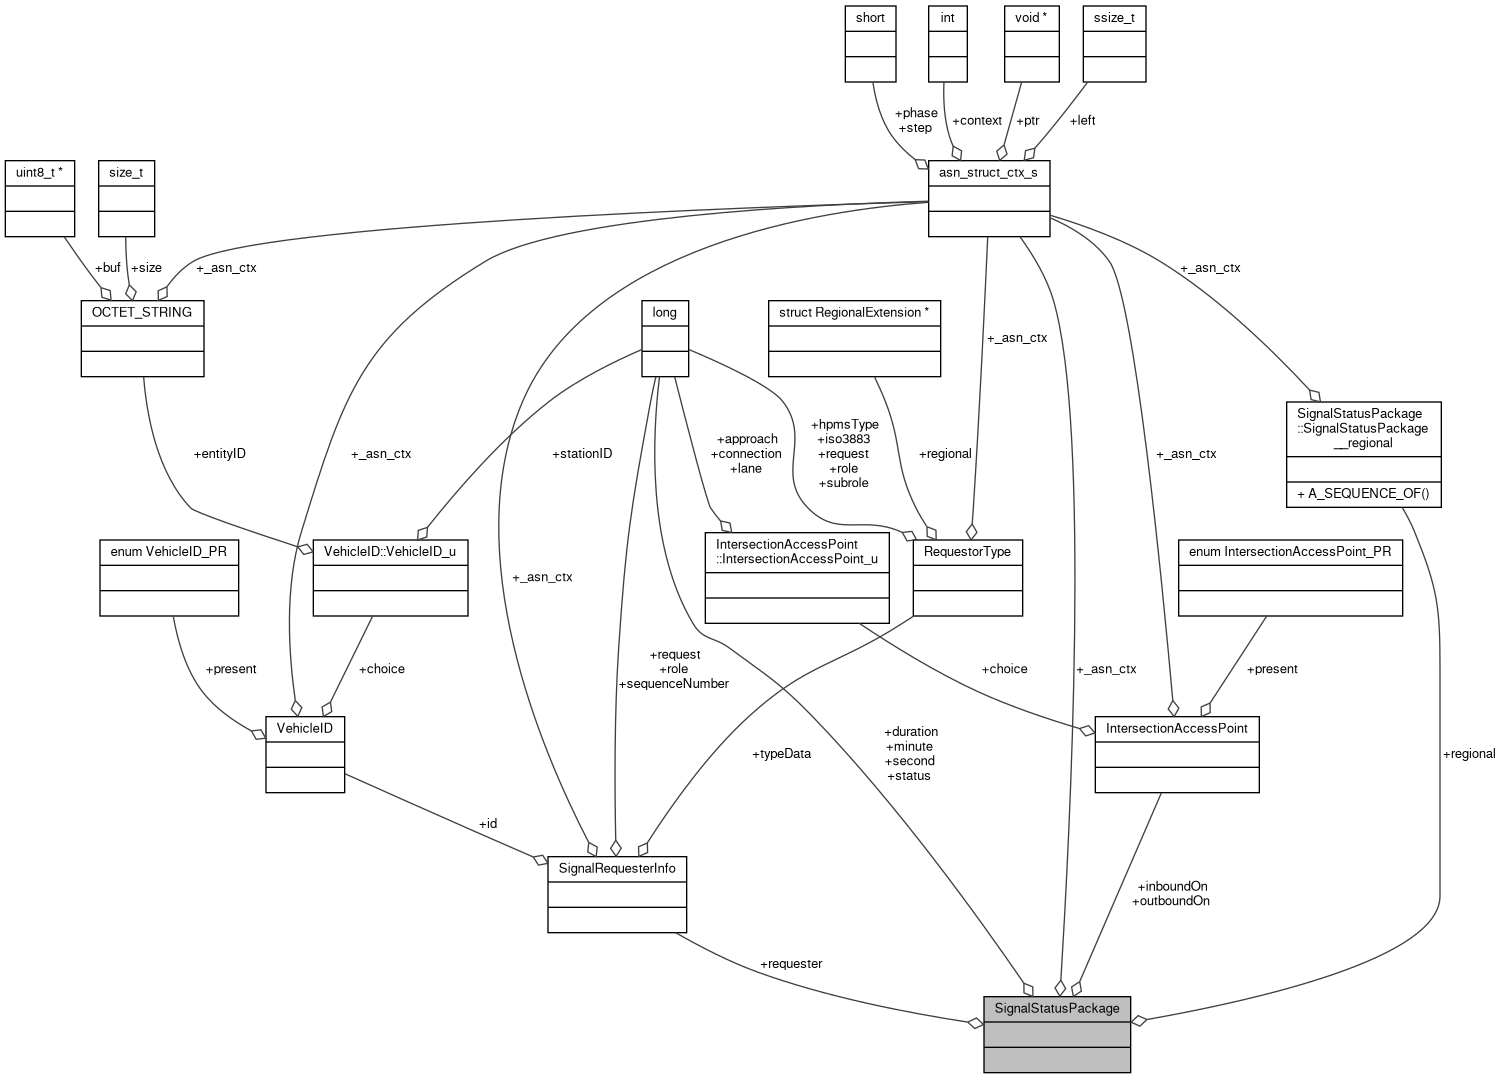 short
int
void *
ssize_t
+phase
+step
+context
+ptr
+left
uint8_t *
size_t
asn_struct_ctx_s
+buf
+size
+_asn_ctx
+_asn_ctx
OCTET_STRING
long
struct RegionalExtension *
+_asn_ctx
SignalStatusPackage
::SignalStatusPackage
__regional
+ A_SEQUENCE_OF()
+entityID
+_asn_ctx
+stationID
+approach
+connection
+lane
+hpmsType
+iso3883
+request
+role
+subrole
+regional
+_asn_ctx
enum VehicleID_PR
VehicleID::VehicleID_u
IntersectionAccessPoint
::IntersectionAccessPoint_u
RequestorType
enum IntersectionAccessPoint_PR
+_asn_ctx
+present
+choice
+request
+role
+sequenceNumber
+choice
+_asn_ctx
+present
VehicleID
IntersectionAccessPoint
+typeData
+duration
+minute
+second
+status
+regional
+id
SignalRequesterInfo
+inboundOn
+outboundOn
+requester
SignalStatusPackage